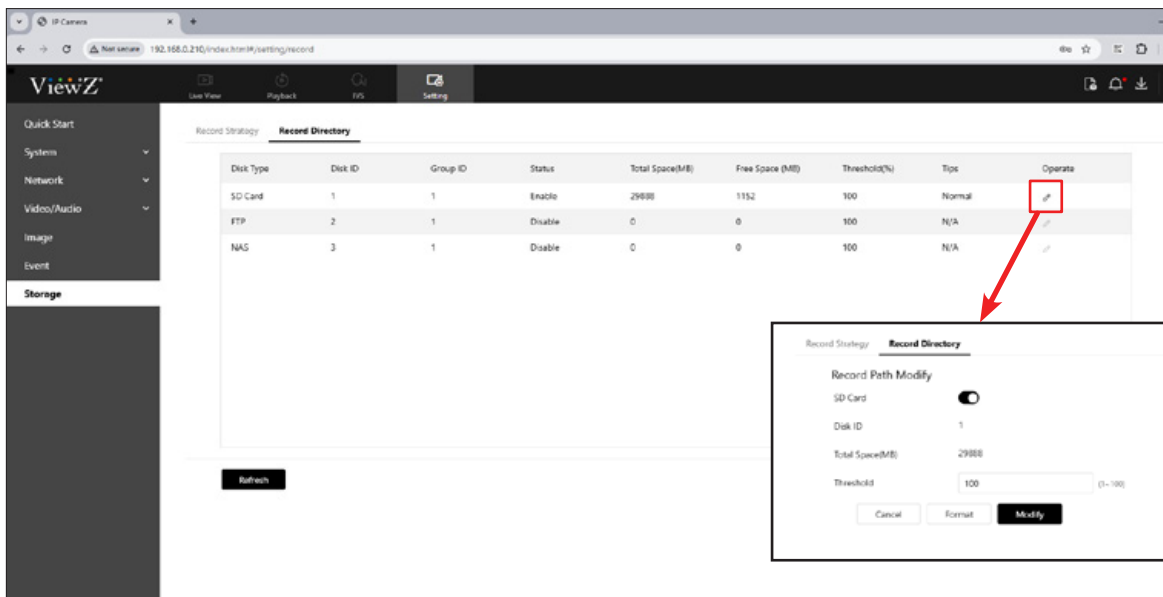 IP Camera
Not secure 192.168.0.210/index.html#/setting/record
ViewZ
Live View Playback IVS Setting
Quick Start
System
Network
Video/Audio
Image
Event
Storage
Record Strategy Record Directory
Disk Type Disk ID Group ID Status Total Space(MB) Free Space (MB) Threshold(%) Tips Operate
SD Card 1 1 Enable 29888 1152 100 Normal
FTP 2 1 Disable 0 0 100 N/A
NAS 3 1 Disable 0 0 100 N/A
Refresh
Record Strategy Record Directory
Record Path Modify
SD Card
Disk ID 1
Total Space(MB) 29888
Threshold 100 (1~100)
Cancel Format Modify